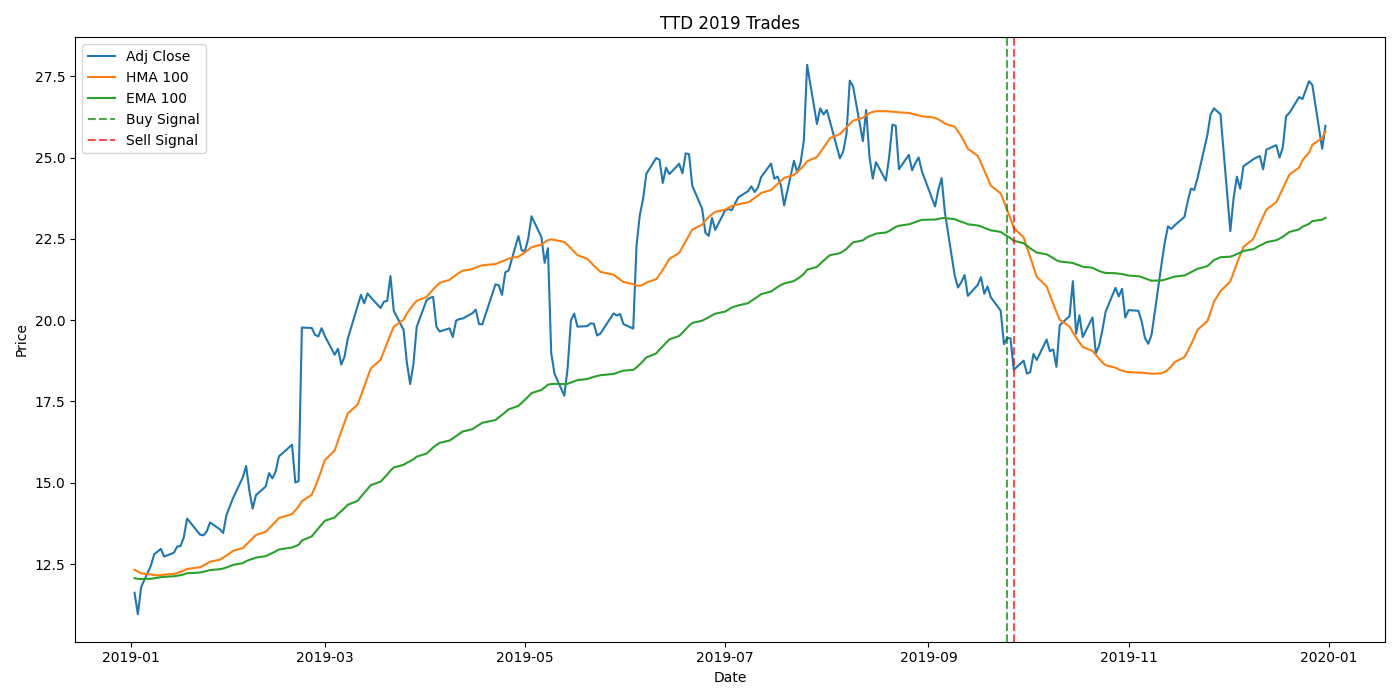 TTD 2019 Trades
Adj Close
HMA 100
EMA 100
Buy Signal
Sell Signal
27.5
25.0
22.5
20.0
17.5
15.0
12.5
Price
2019-01 2019-03 2019-05 2019-07 2019-09 2019-11 2020-01
Date